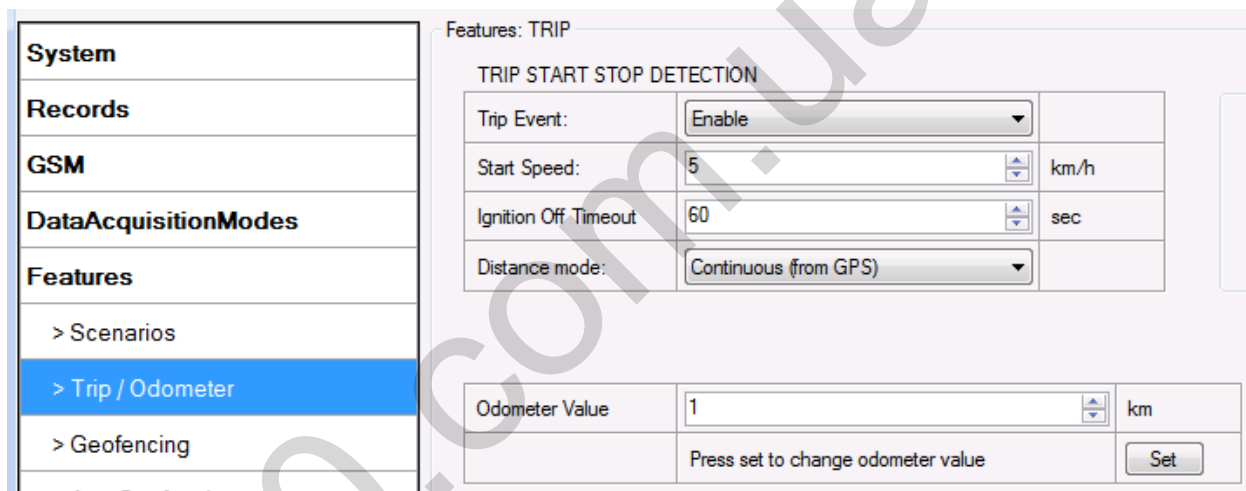 System
Records
GSM
DataAcquisitionModes
Features
> Scenarios
> Trip / Odometer
> Geofencing
Features: TRIP
TRIP START STOP DETECTION
Trip Event: Enable
Start Speed: 5 km/h
Ignition Off Timeout 60 sec
Distance mode: Continuous (from GPS)
Odometer Value 1 km
Press set to change odometer value Set
.com.ua